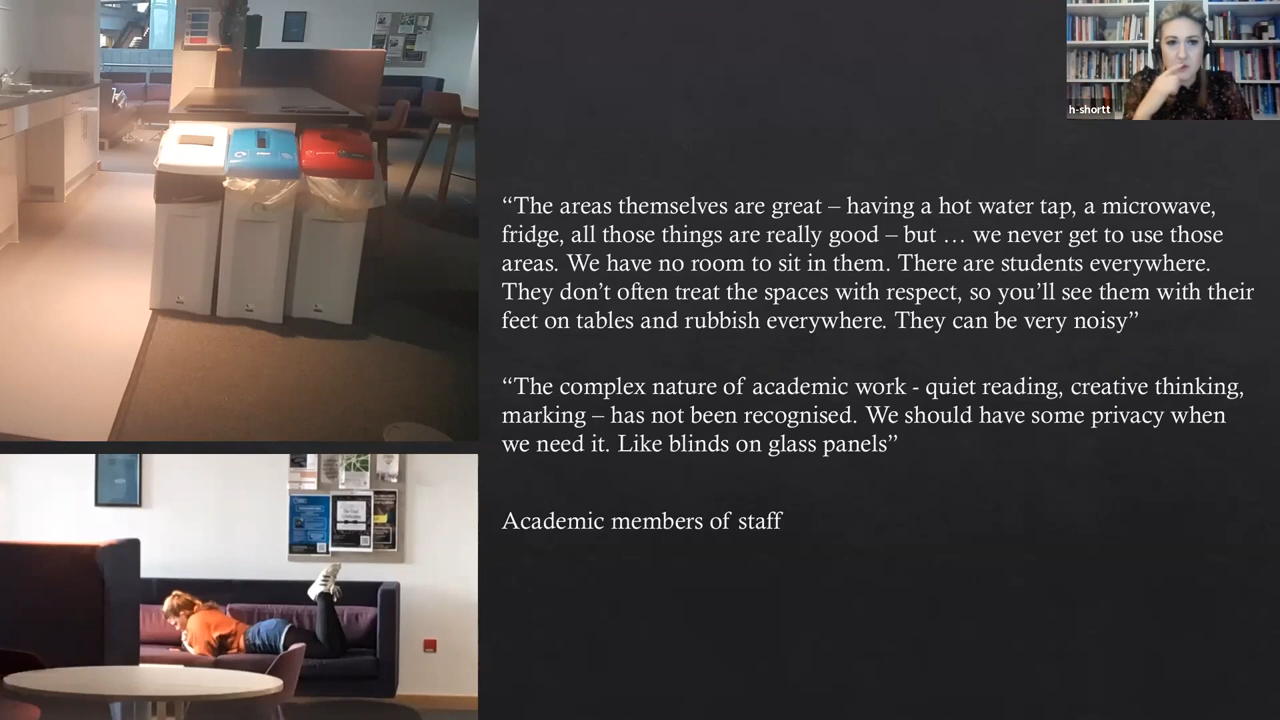 h-shortt
“The areas themselves are great – having a hot water tap, a microwave,
fridge, all those things are really good – but … we never get to use those
areas. We have no room to sit in them. There are students everywhere.
They don’t often treat the spaces with respect, so you’ll see them with their
feet on tables and rubbish everywhere. They can be very noisy”
“The complex nature of academic work - quiet reading, creative thinking,
marking – has not been recognised. We should have some privacy when
we need it. Like blinds on glass panels”
Academic members of staff